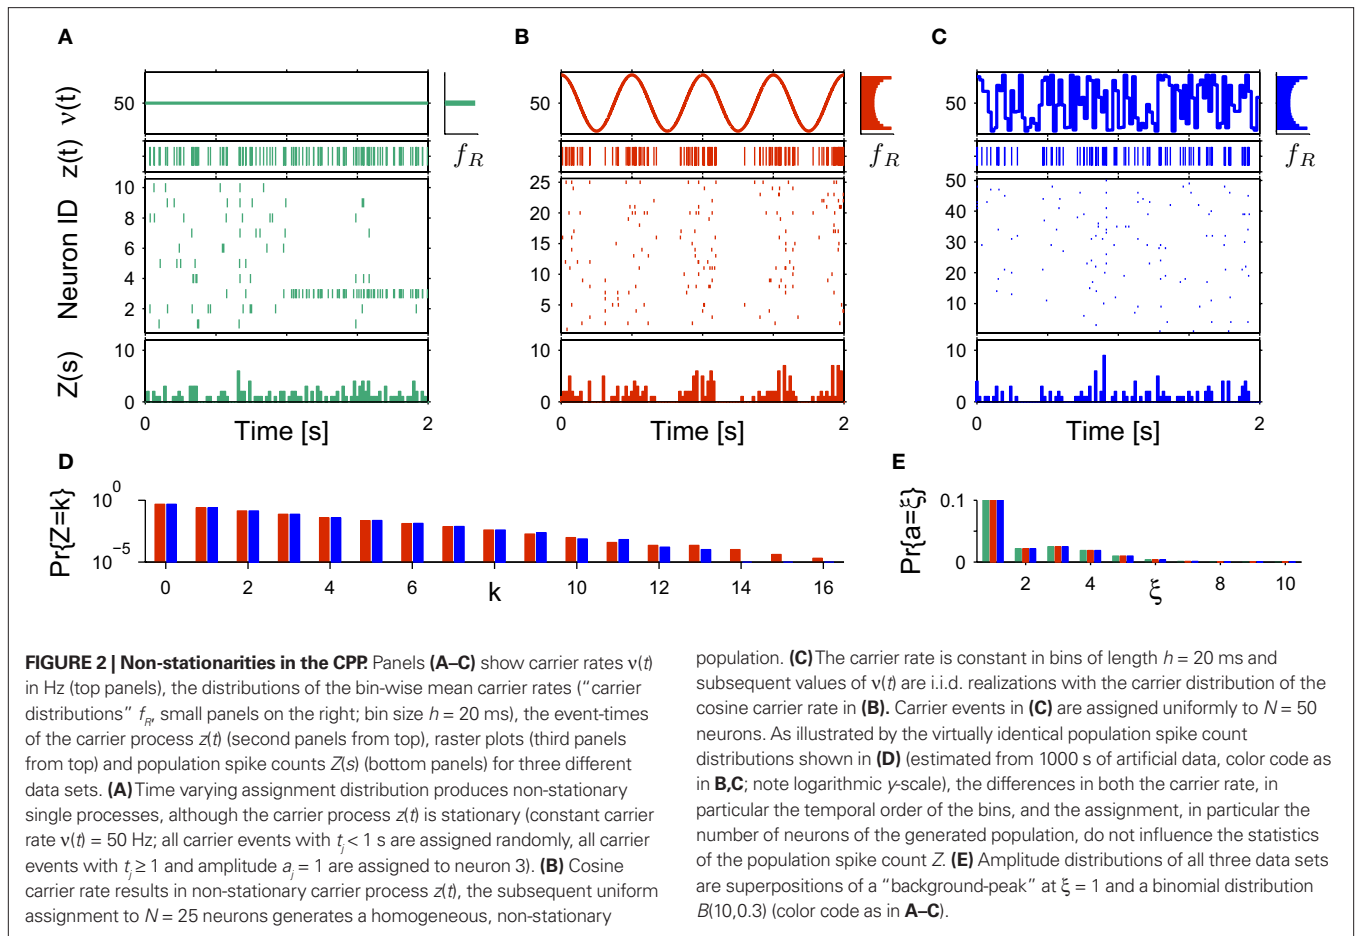 A
B
C
ν(t)
50
f_R
50
f_R
50
f_R
z(t)
Neuron ID
10
8
6
4
2
25
20
15
10
5
50
40
30
20
10
Z(s)
10
0
10
0
10
0
0
2
Time [s]
0
2
Time [s]
0
2
Time [s]
D
Pr{Z=k}
10^0
10^-5
0
2
4
6
k
10
12
14
16
E
Pr{a=ξ}
0.1
0
2
4
ξ
8
10
FIGURE 2 | Non-stationarities in the CPP. Panels (A–C) show carrier rates ν(t)
in Hz (top panels), the distributions of the bin-wise mean carrier rates (“carrier
distributions” f_R, small panels on the right; bin size h = 20 ms), the event-times
of the carrier process z(t) (second panels from top), raster plots (third panels
from top) and population spike counts Z(s) (bottom panels) for three different
data sets. (A) Time varying assignment distribution produces non-stationary
single processes, although the carrier process z(t) is stationary (constant carrier
rate ν(t) = 50 Hz; all carrier events with t_j < 1 s are assigned randomly, all carrier
events with t_j ≥ 1 and amplitude a_j = 1 are assigned to neuron 3). (B) Cosine
carrier rate results in non-stationary carrier process z(t), the subsequent uniform
assignment to N = 25 neurons generates a homogeneous, non-stationary
population. (C) The carrier rate is constant in bins of length h = 20 ms and
subsequent values of ν(t) are i.i.d. realizations with the carrier distribution of the
cosine carrier rate in (B). Carrier events in (C) are assigned uniformly to N = 50
neurons. As illustrated by the virtually identical population spike count
distributions shown in (D) (estimated from 1000 s of artificial data, color code as
in B,C; note logarithmic y-scale), the differences in both the carrier rate, in
particular the temporal order of the bins, and the assignment, in particular the
number of neurons of the generated population, do not influence the statistics
of the population spike count Z. (E) Amplitude distributions of all three data sets
are superpositions of a “background-peak” at ξ = 1 and a binomial distribution
B(10,0.3) (color code as in A–C).